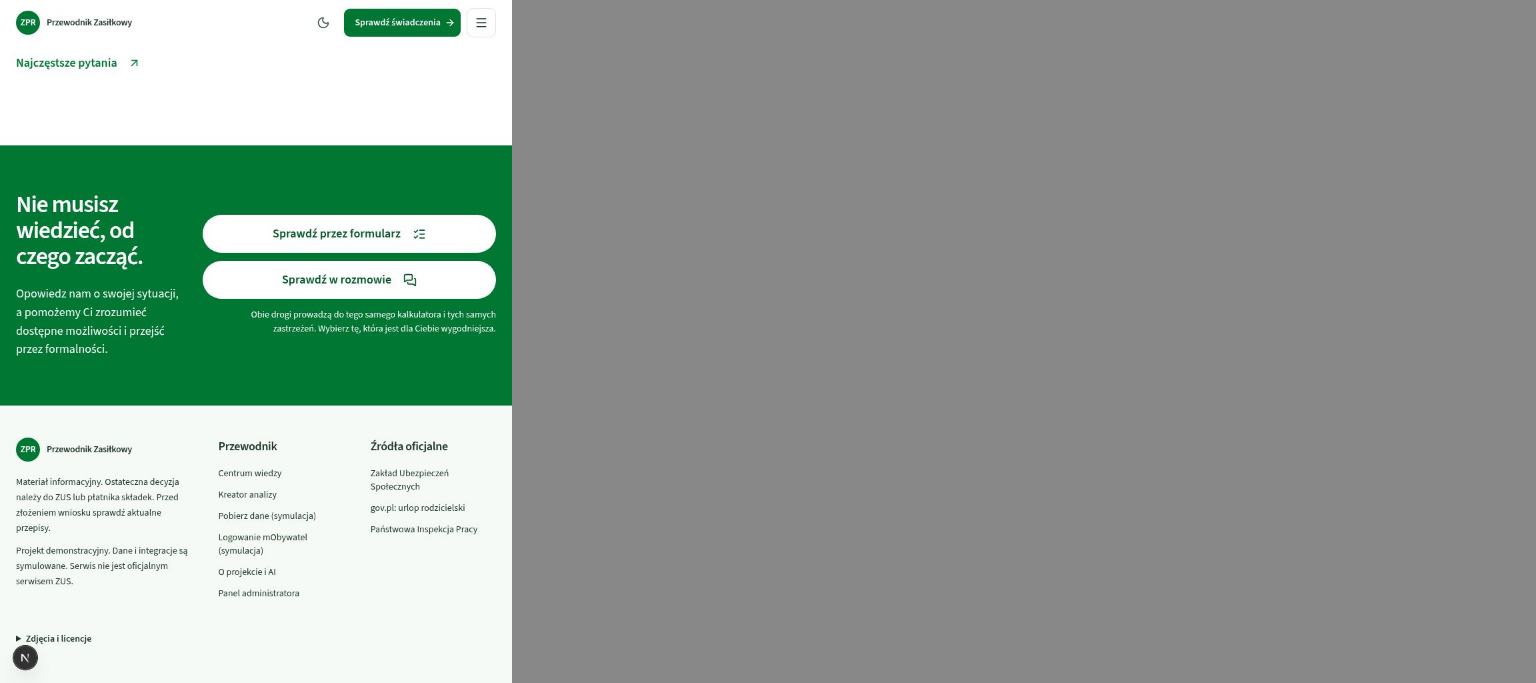 ZPR Przewodnik Zasiłkowy
Sprawdź świadczenia
Najczęstsze pytania
Nie musisz
wiedzieć, od
czego zacząć.
Opowiedz nam o swojej sytuacji,
a pomożemy Ci zrozumieć
dostępne możliwości i przejść
przez formalności.
Sprawdź przez formularz
Sprawdź w rozmowie
Obie drogi prowadzą do tego samego kalkulatora i tych samych
zastrzeżeń. Wybierz tę, która jest dla Ciebie wygodniejsza.
ZPR Przewodnik Zasiłkowy
Materiał informacyjny. Ostateczna decyzja
należy do ZUS lub płatnika składek. Przed
złożeniem wniosku sprawdź aktualne
przepisy.
Projekt demonstracyjny. Dane i integracje są
symulowane. Serwis nie jest oficjalnym
serwisem ZUS.
Przewodnik
Centrum wiedzy
Kreator analizy
Pobierz dane (symulacja)
Logowanie mObywatel
(symulacja)
O projekcie i AI
Panel administratora
Źródła oficjalne
Zakład Ubezpieczeń
Społecznych
gov.pl: urlop rodzicielski
Państwowa Inspekcja Pracy
Zdjęcia i licencje
N